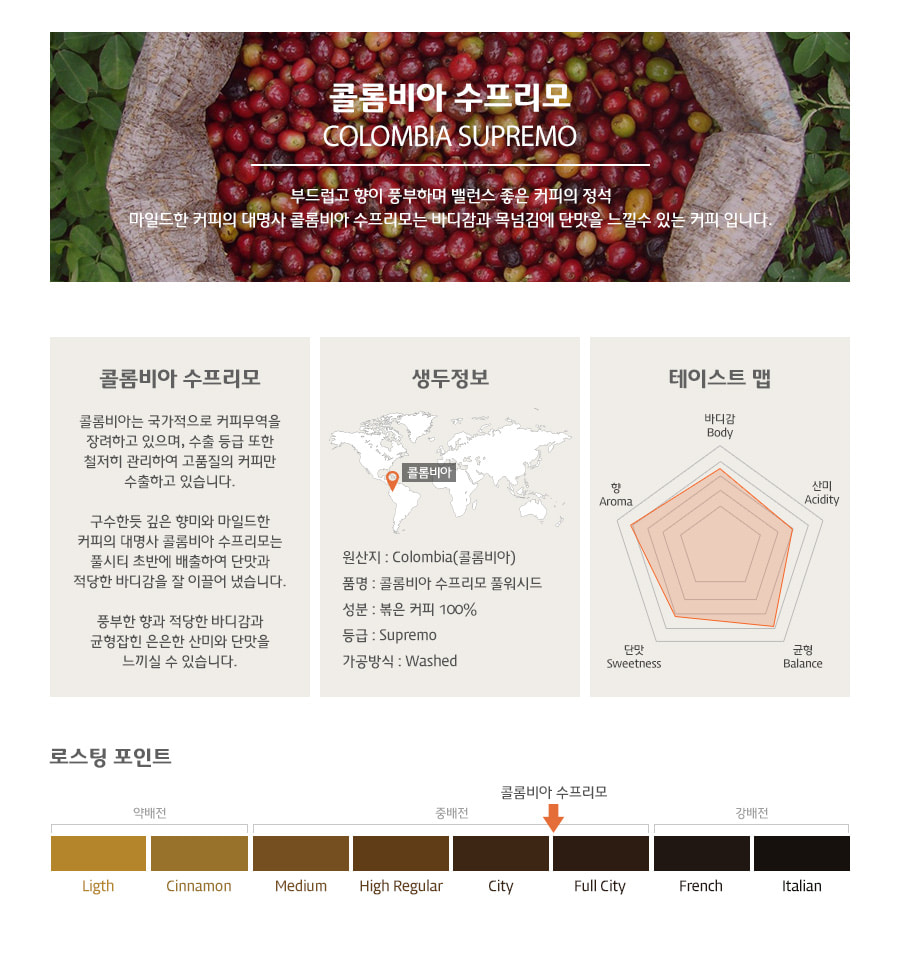 콜롬비아 수프리모
COLOMBIA SUPREMO
부드럽고 향이 풍부하며 밸런스 좋은 커피의 정석
마일드한 커피의 대명사 콜롬비아 수프리모는 바디감과 목넘김에 단맛을 느낄수 있는 커피 입니다.
콜롬비아 수프리모
콜롬비아는 국가적으로 커피무역을
장려하고 있으며, 수출 등급 또한
철저히 관리하여 고품질의 커피만
수출하고 있습니다.
구수한듯 깊은 향미와 마일드한
커피의 대명사 콜롬비아 수프리모는
풀시티 초반에 배출하여 단맛과
적당한 바디감을 잘 이끌어 냈습니다.
풍부한 향과 적당한 바디감과
균형잡힌 은은한 산미와 단맛을
느끼실 수 있습니다.
생두정보
콜롬비아
원산지 : Colombia(콜롬비아)
품명 : 콜롬비아 수프리모 풀워시드
성분 : 볶은 커피 100%
등급 : Supremo
가공방식 : Washed
테이스트 맵
바디감
Body
산미
Acidity
향
Aroma
단맛
Sweetness
균형
Balance
로스팅 포인트
콜롬비아 수프리모
약배전
중배전
강배전
Ligth
Cinnamon
Medium
High Regular
City
Full City
French
Italian